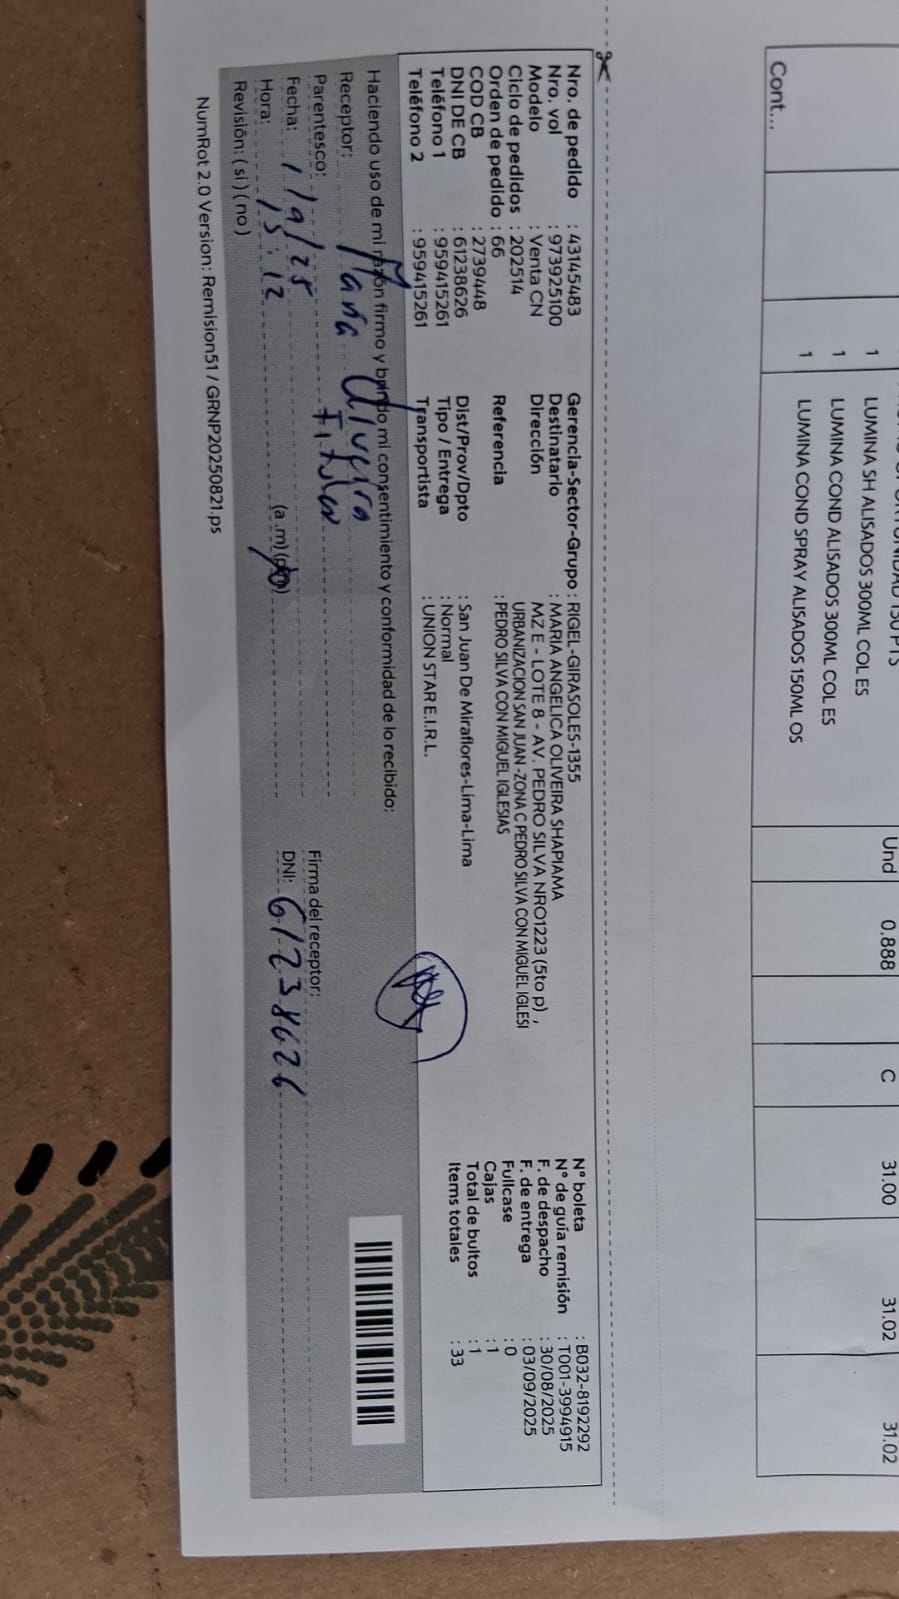 LUMINA SH ALISADOS 300ML COL ES
1
Und
0.888
C
31.00
31.02
31.02
1
LUMINA COND ALISADOS 300ML COL ES
1
LUMINA COND SPRAY ALISADOS 150ML OS
Cont...
Nro. de pedido : 43145483
Nro. vol : 9739225100
Modelo : Venta CN
Ciclo de pedidos : 202514
Orden de pedido : 66
COD CB : 2739448
DNI DE CB : 61238626
Teléfono 1 : 959415261
Teléfono 2 : 959415261
Gerencia-Sector-Grupo : RIGEL-GIRASOLES-1355
Destinatario : MARIA ANGELICA OLIVEIRA SHAPIAMA
Dirección MZ E - LOTE 8 - AV. PEDRO SILVA NRO1223 (5to p) ,
URBANIZACION SAN JUAN -ZONA C PEDRO SILVA CON MIGUEL IGLESI
Referencia : PEDRO SILVA CON MIGUEL IGLESIAS
Dist/Prov/Dpto : San Juan De Miraflores-Lima-Lima
Tipo / Entrega : Normal
Transportista : UNION STAR E.I.R.L.
N° boleta : B032-8192292
N° de guía remisión : T001-3994915
F. de despacho : 30/08/2025
F. de entrega : 03/09/2025
Fullcase : 0
Cajas : 1
Total de bultos : 1
Items totales : 33
Haciendo uso de mi razón firmo y brindo mi consentimiento y conformidad de lo recibido:
Receptor: Maria
Parentesco: Titular
Fecha:
Hora: 15:12 (a.m)
Revisión: ( si ) ( no )
Firma del receptor:
DNI: 61238626
NumRot 2.0 Version: Remision51 / GRNP20250821.ps